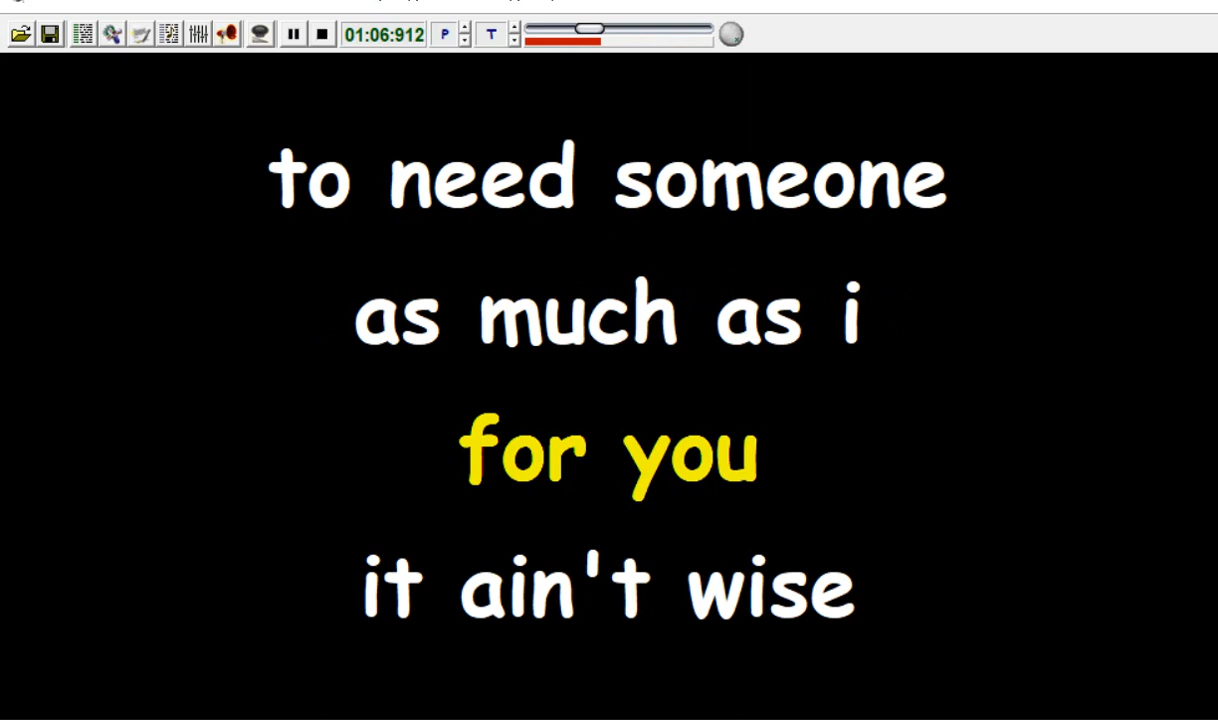 01:06:912 P T
to need someone
as much as i
for you
it ain't wise